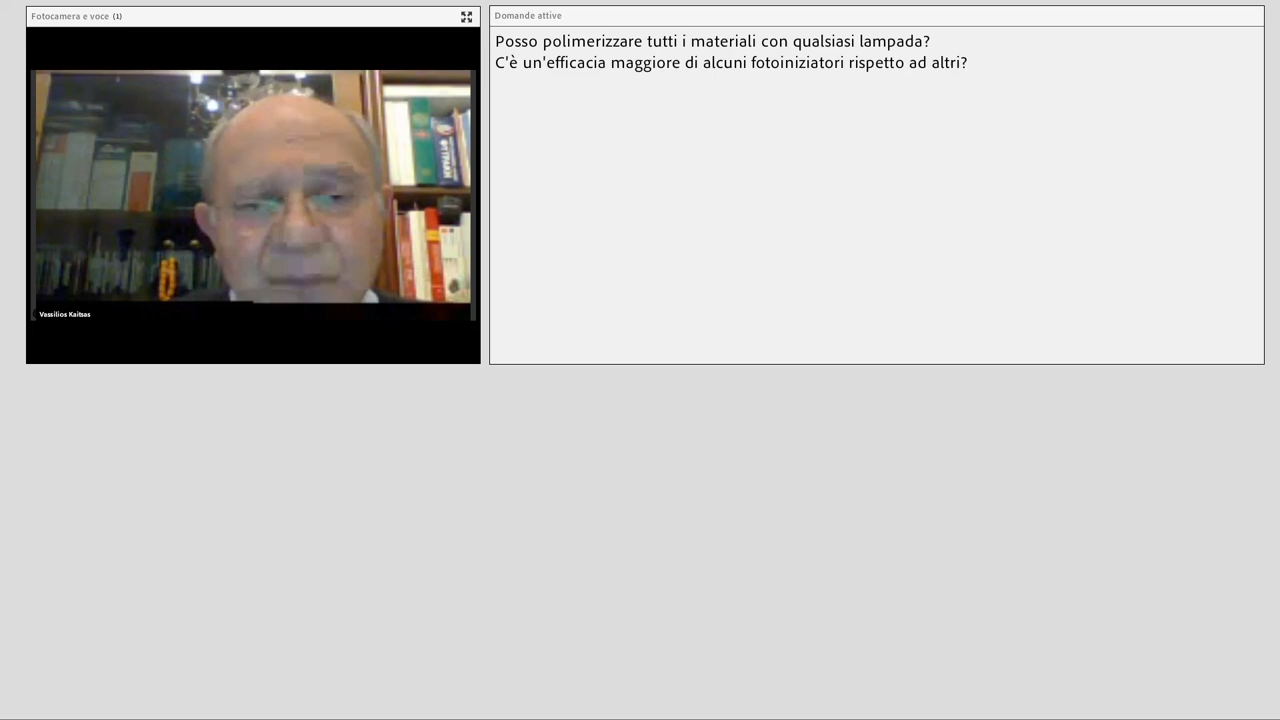 Fotocamera e voce (1)
Domande attive
Posso polimerizzare tutti i materiali con qualsiasi lampada?
C'è un'efficacia maggiore di alcuni fotoiniziatori rispetto ad altri?
Vassilios Kaitsas